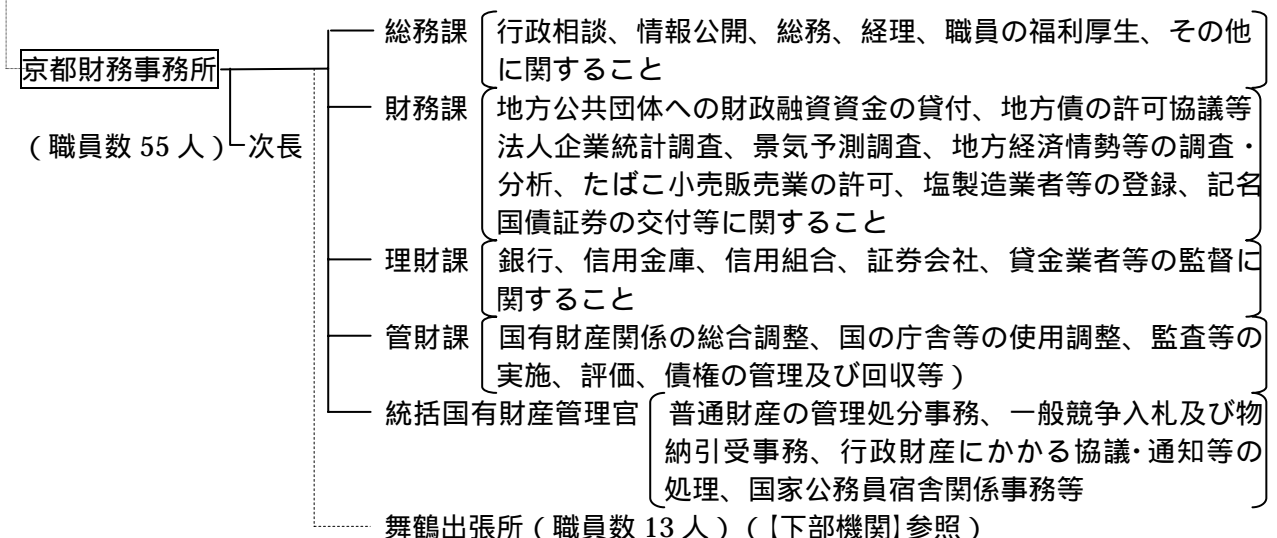 総務課 行政相談、情報公開、総務、経理、職員の福利厚生、その他
に関すること
京都財務事務所
財務課 地方公共団体への財政融資資金の貸付、地方債の許可協議等
(職員数 55 人) 次長
法人企業統計調査、景気予測調査、地方経済情勢等の調査・
分析、たばこ小売販売業の許可、塩製造業者等の登録、記名
国債証券の交付等に関すること
理財課 銀行、信用金庫、信用組合、証券会社、貸金業者等の監督に
関すること
管財課 国有財産関係の総合調整、国の庁舎等の使用調整、監査等の
実施、評価、債権の管理及び回収等)
統括国有財産管理官 普通財産の管理処分事務、一般競争入札及び物
納引受事務、行政財産にかかる協議・通知等の
処理、国家公務員宿舎関係事務等
舞鶴出張所(職員数 13 人)(【下部機関】参照)